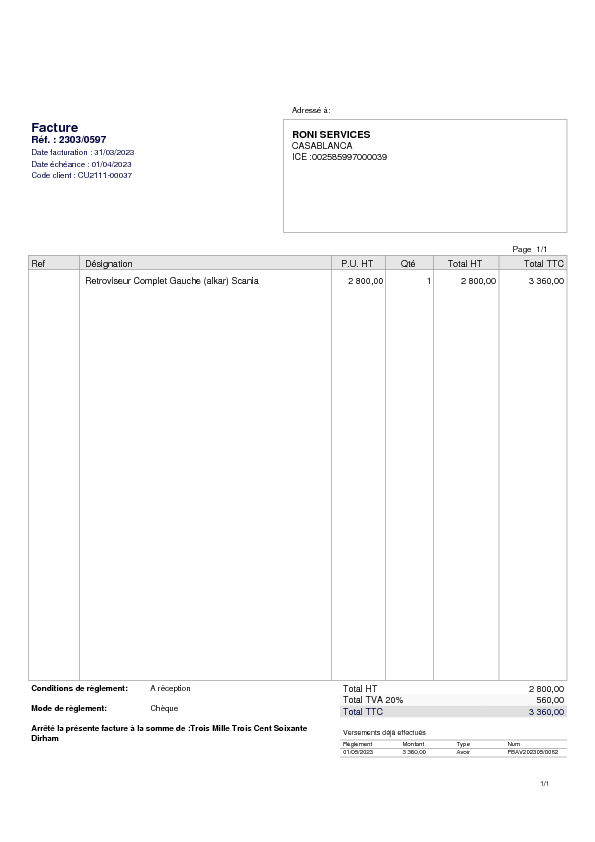 Adressé à:
Facture
Réf. : 2303/0597
Date facturation : 31/03/2023
Date échéance : 01/04/2023
Code client : CU2111-00037
RONI SERVICES
CASABLANCA
ICE :002585997000039
Page 1/1
Ref Désignation P.U. HT Qté Total HT Total TTC
Retroviseur Complet Gauche (alkar) Scania 2 800,00 1 2 800,00 3 360,00
Conditions de règlement: A réception
Mode de règlement: Chèque
Arrêté la présente facture à la somme de :Trois Mille Trois Cent Soixante
Dirham
Total HT 2 800,00
Total TVA 20% 560,00
Total TTC 3 360,00
Versements déjà effectués
Règlement Montant Type Num
01/05/2023 3 360,00 Avoir FBAV202305/0062
1/1